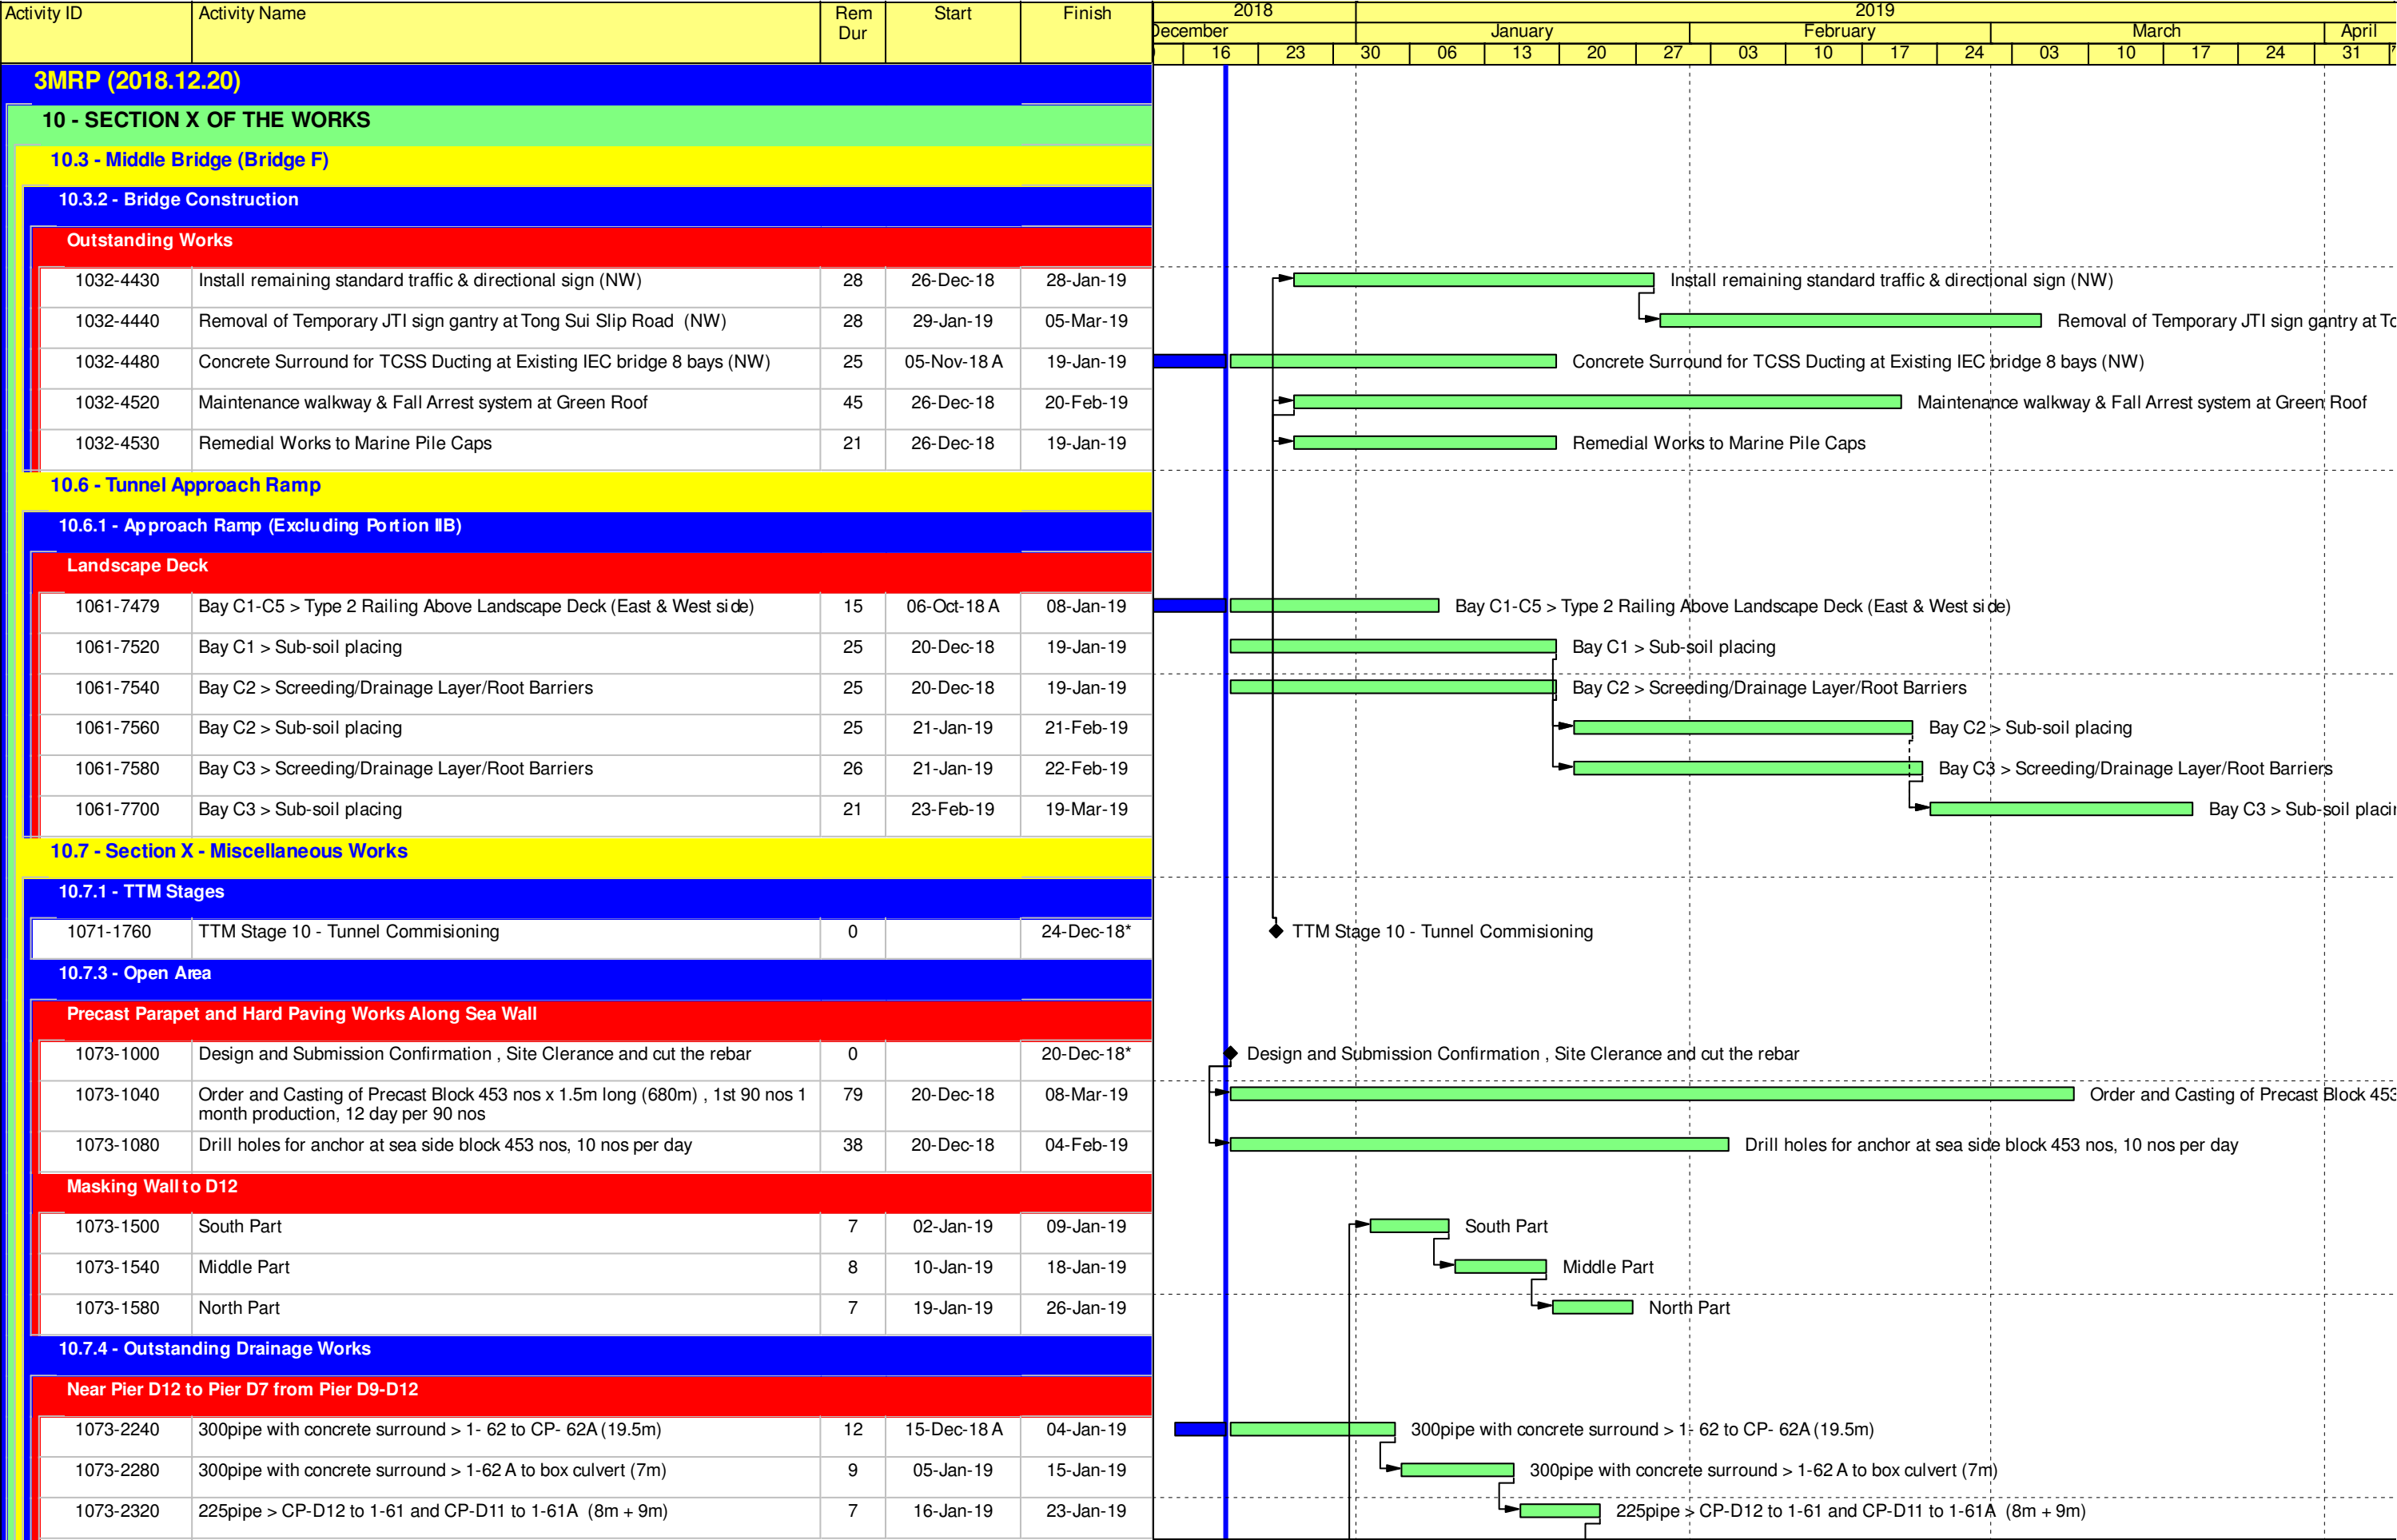 Activity ID Activity Name Rem Dur Start Finish 2018 2019
December January February March April
16 23 30 06 13 20 27 03 10 17 24 03 10 17 24 31
3MRP (2018.12.20)
10 - SECTION X OF THE WORKS
10.3 - Middle Bridge (Bridge F)
10.3.2 - Bridge Construction
Outstanding Works
1032-4430 Install remaining standard traffic & directional sign (NW) 28 26-Dec-18 28-Jan-19 Install remaining standard traffic & directional sign (NW)
1032-4440 Removal of Temporary JTI sign gantry at Tong Sui Slip Road (NW) 28 29-Jan-19 05-Mar-19 Removal of Temporary JTI sign gantry at To
1032-4480 Concrete Surround for TCSS Ducting at Existing IEC bridge 8 bays (NW) 25 05-Nov-18 A 19-Jan-19 Concrete Surround for TCSS Ducting at Existing IEC bridge 8 bays (NW)
1032-4520 Maintenance walkway & Fall Arrest system at Green Roof 45 26-Dec-18 20-Feb-19 Maintenance walkway & Fall Arrest system at Green Roof
1032-4530 Remedial Works to Marine Pile Caps 21 26-Dec-18 19-Jan-19 Remedial Works to Marine Pile Caps
10.6 - Tunnel Approach Ramp
10.6.1 - Approach Ramp (Excluding Portion IIB)
Landscape Deck
1061-7479 Bay C1-C5 > Type 2 Railing Above Landscape Deck (East & West side) 15 06-Oct-18 A 08-Jan-19 Bay C1-C5 > Type 2 Railing Above Landscape Deck (East & West side)
1061-7520 Bay C1 > Sub-soil placing 25 20-Dec-18 19-Jan-19 Bay C1 > Sub-soil placing
1061-7540 Bay C2 > Screeding/Drainage Layer/Root Barriers 25 20-Dec-18 19-Jan-19 Bay C2 > Screeding/Drainage Layer/Root Barriers
1061-7560 Bay C2 > Sub-soil placing 25 21-Jan-19 21-Feb-19 Bay C2 > Sub-soil placing
1061-7580 Bay C3 > Screeding/Drainage Layer/Root Barriers 26 21-Jan-19 22-Feb-19 Bay C3 > Screeding/Drainage Layer/Root Barriers
1061-7700 Bay C3 > Sub-soil placing 21 23-Feb-19 19-Mar-19 Bay C3 > Sub-soil placin
10.7 - Section X - Miscellaneous Works
10.7.1 - TTM Stages
1071-1760 TTM Stage 10 - Tunnel Commisioning 0 24-Dec-18* TTM Stage 10 - Tunnel Commisioning
10.7.3 - Open Area
Precast Parapet and Hard Paving Works Along Sea Wall
1073-1000 Design and Submission Confirmation , Site Clerance and cut the rebar 0 20-Dec-18* Design and Submission Confirmation , Site Clerance and cut the rebar
1073-1040 Order and Casting of Precast Block 453 nos x 1.5m long (680m) , 1st 90 nos 1 79 20-Dec-18 08-Mar-19 Order and Casting of Precast Block 453
month production, 12 day per 90 nos
1073-1080 Drill holes for anchor at sea side block 453 nos, 10 nos per day 38 20-Dec-18 04-Feb-19 Drill holes for anchor at sea side block 453 nos, 10 nos per day
Masking Wall to D12
1073-1500 South Part 7 02-Jan-19 09-Jan-19 South Part
1073-1540 Middle Part 8 10-Jan-19 18-Jan-19 Middle Part
1073-1580 North Part 7 19-Jan-19 26-Jan-19 North Part
10.7.4 - Outstanding Drainage Works
Near Pier D12 to Pier D7 from Pier D9-D12
1073-2240 300pipe with concrete surround > 1- 62 to CP- 62A (19.5m) 12 15-Dec-18 A 04-Jan-19 300pipe with concrete surround > 1- 62 to CP- 62A (19.5m)
1073-2280 300pipe with concrete surround > 1-62 A to box culvert (7m) 9 05-Jan-19 15-Jan-19 300pipe with concrete surround > 1-62 A to box culvert (7m)
1073-2320 225pipe > CP-D12 to 1-61 and CP-D11 to 1-61A (8m + 9m) 7 16-Jan-19 23-Jan-19 225pipe > CP-D12 to 1-61 and CP-D11 to 1-61A (8m + 9m)